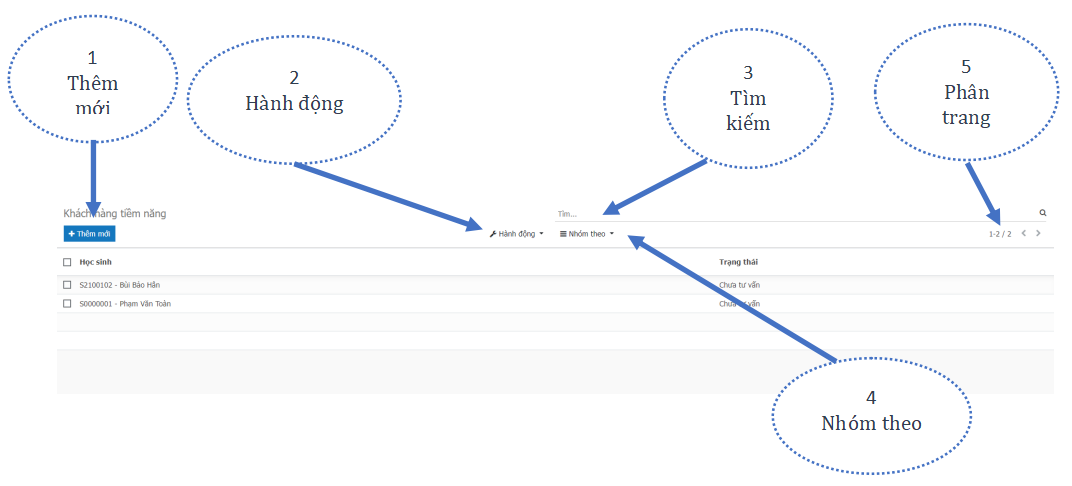 1
Thêm
mới
2
Hành động
3
Tìm
kiếm
5
Phân
trang
Khách hàng tiềm năng
Tìm...
+ Thêm mới
Hành động
Nhóm theo
1-2 / 2
Học sinh
Trạng thái
S2100102 - Bùi Bảo Hân
Chưa tư vấn
S0000001 - Phạm Văn Toàn
Chưa tư vấn
4
Nhóm theo